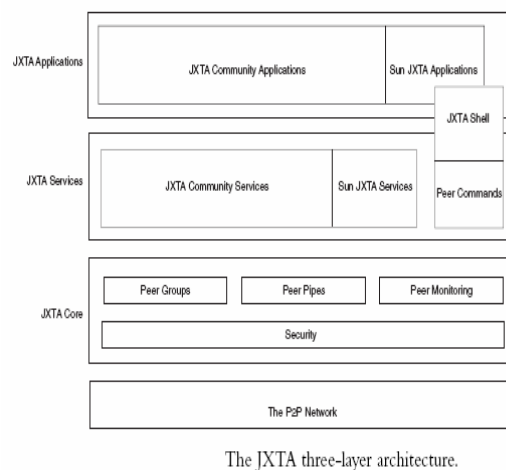 JXTA Applications
JXTA Community Applications
Sun JXTA Applications
JXTA Shell
JXTA Services
JXTA Community Services
Sun JXTA Services
Peer Commands
Peer Groups
Peer Pipes
Peer Monitoring
JXTA Core
Security
The P2P Network
The JXTA three-layer architecture.